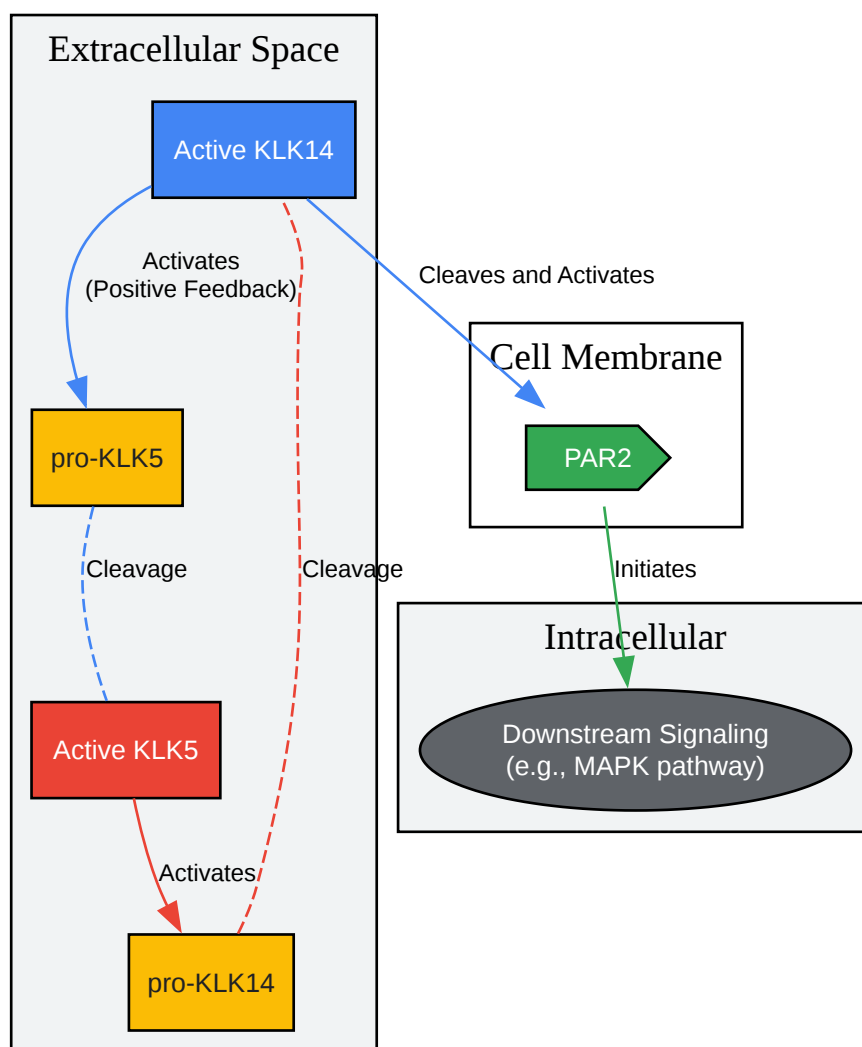 Extracellular Space
Active KLK14
Activates
(Positive Feedback)
Cleaves and Activates
Cell Membrane
pro-KLK5
PAR2
Cleavage
Cleavage
Initiates
Intracellular
Active KLK5
Downstream Signaling
(e.g., MAPK pathway)
Activates
pro-KLK14